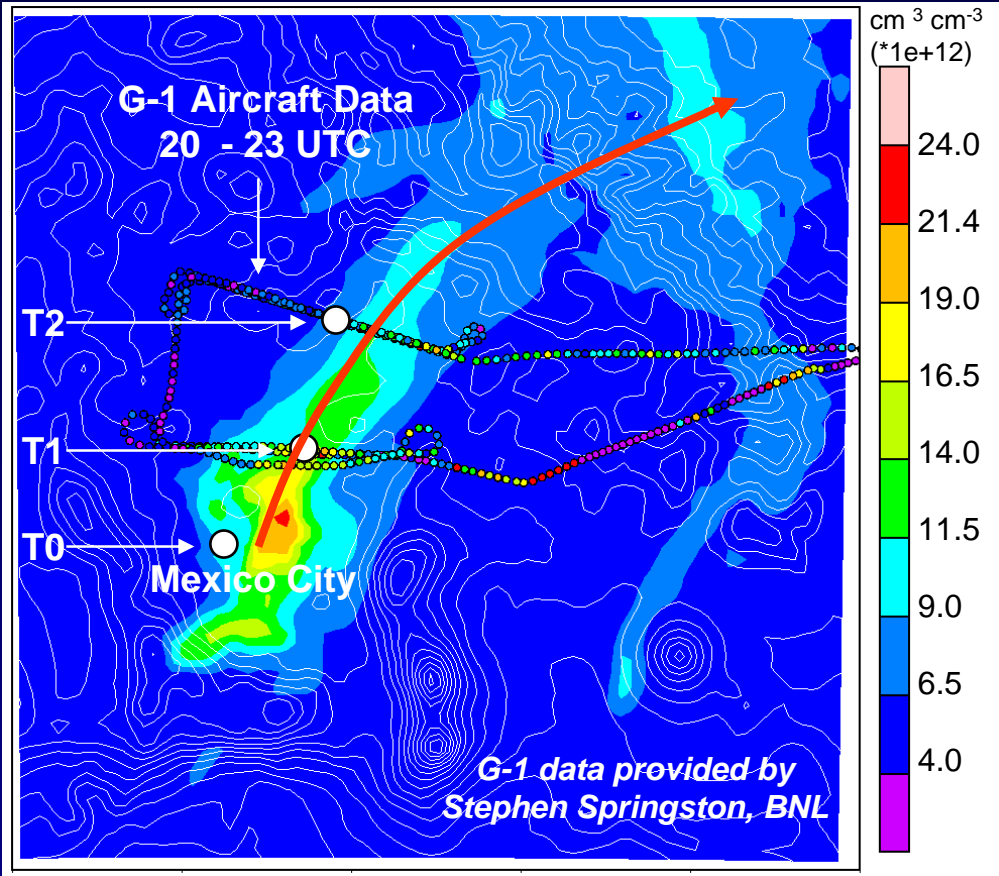 cm ³ cm-³
(*1e+12)
G-1 Aircraft Data
20 - 23 UTC
24.0
21.4
T2
19.0
16.5
T1
14.0
11.5
T0
Mexico City
9.0
6.5
4.0
G-1 data provided by
Stephen Springston, BNL